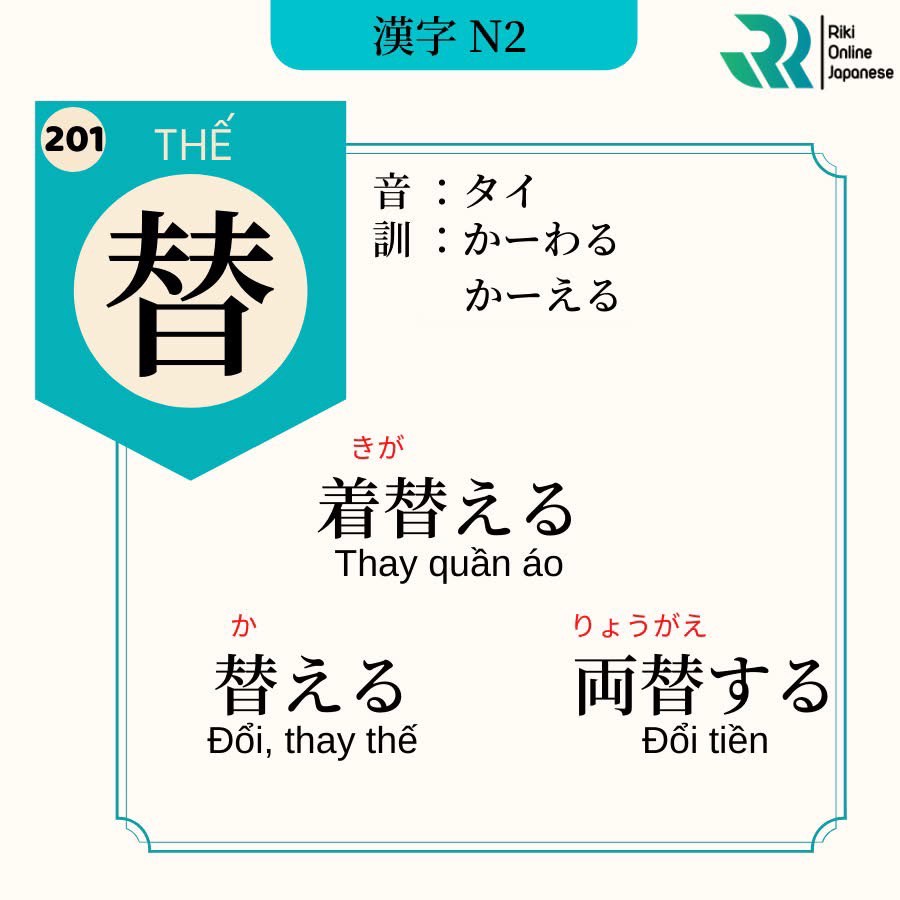 漢字 N2
Riki
Online
Japanese
201
THẾ
替
音 ：タイ
訓 ：かーわる
かーえる
きが
着替える
Thay quần áo
か
替える
Đổi, thay thế
りょうがえ
両替する
Đổi tiền